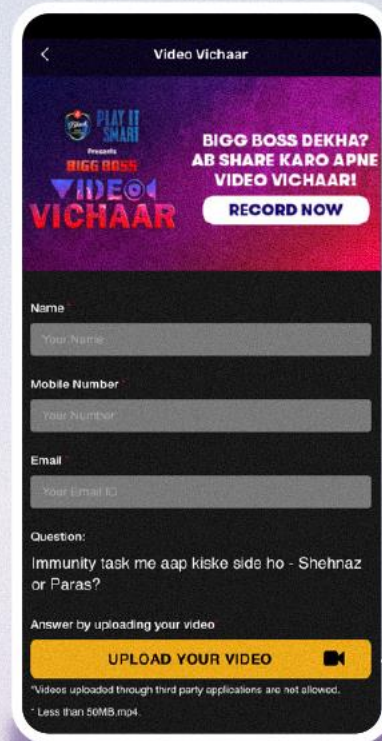 Video Vichaar
PLAY IT
SMART
Presents
BIGG BOSS
VIDEO
VICHAAR
BIGG BOSS DEKHA?
AB SHARE KARO APNE
VIDEO VICHAAR!
RECORD NOW
Name *
Your Name
Mobile Number *
Your Number
Email
Your Email ID
Question:
Immunity task me aap kiske side ho - Shehnaz
or Paras?
Answer by uploading your video
UPLOAD YOUR VIDEO
*Videos uploaded through third party applications are not allowed.
* Less than 50MB.mp4.